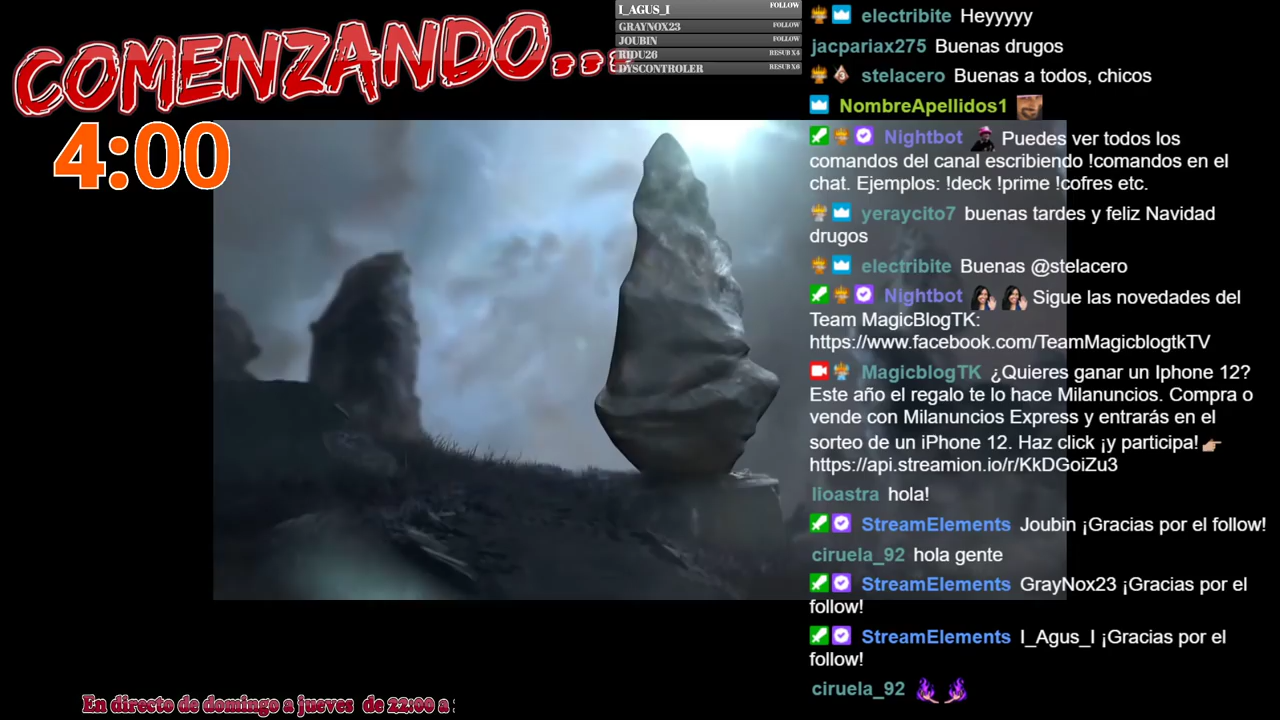 COMENZANDO...
4:00
I_AGUS_I FOLLOW
GRAYNOX23 FOLLOW
JOUBIN FOLLOW
RIDU26 RESUB X4
DYSCONTROLER RESUB X6
electribite Heyyyyy
jacpariax275 Buenas drugos
stelacero Buenas a todos, chicos
NombreApellidos1
Nightbot Puedes ver todos los
comandos del canal escribiendo !comandos en el
chat. Ejemplos: !deck !prime !cofres etc.
yeraycito7 buenas tardes y feliz Navidad
drugos
electribite Buenas @stelacero
Nightbot Sigue las novedades del
Team MagicBlogTK:
https://www.facebook.com/TeamMagicblogtkTV
MagicblogTK ¿Quieres ganar un Iphone 12?
Este año el regalo te lo hace Milanuncios. Compra o
vende con Milanuncios Express y entrarás en el
sorteo de un iPhone 12. Haz click ¡y participa!
https://api.streamion.io/r/KkDGoiZu3
lioastra hola!
StreamElements Joubin ¡Gracias por el follow!
ciruela_92 hola gente
StreamElements GrayNox23 ¡Gracias por el
follow!
StreamElements I_Agus_I ¡Gracias por el
follow!
ciruela_92
En directo de domingo a jueves de 22:00 a